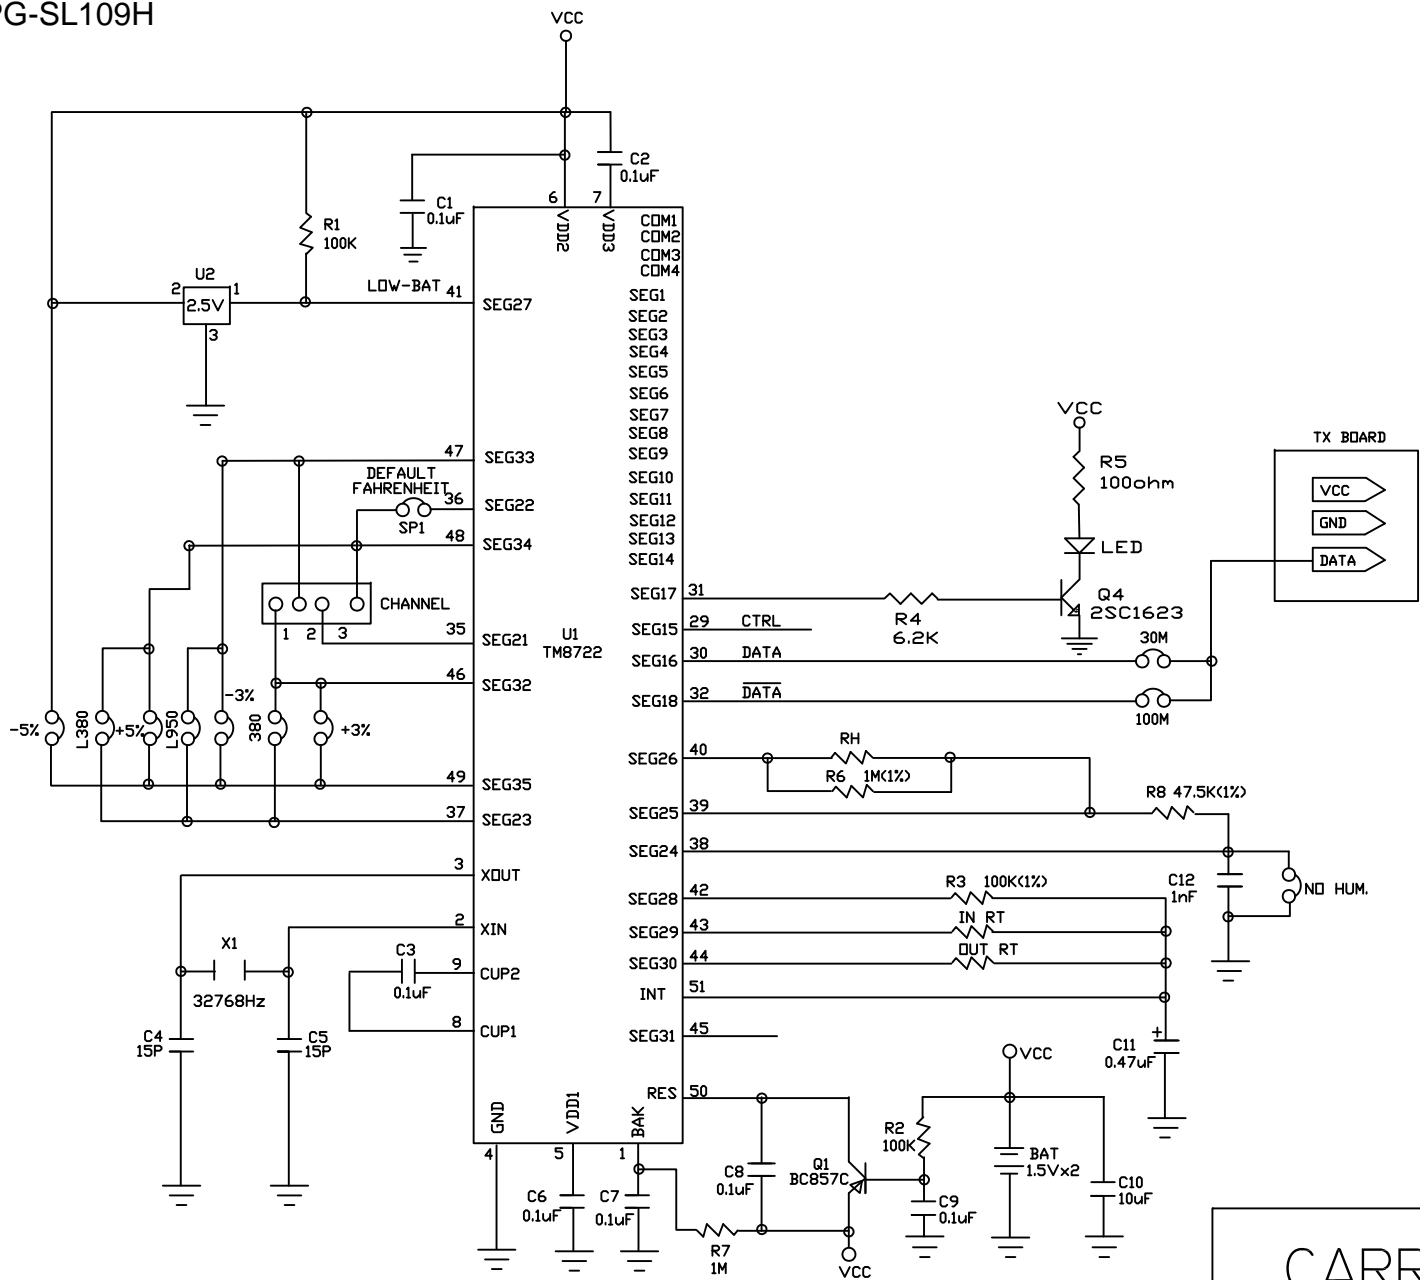 PG-SL109H
VCC
C2
0.1uF
C1
0.1uF
6
7
VDD2
VDD3
COM1
COM2
COM3
COM4
R1
100K
U2
2
2.5V
1
3
LOW-BAT
41
SEG27
SEG1
SEG2
SEG3
SEG4
SEG5
SEG6
SEG7
SEG8
SEG9
SEG10
SEG11
SEG12
SEG13
SEG14
47
SEG33
DEFAULT
FAHRENHEIT
36
SEG22
SP1
48
SEG34
CHANNEL
1 2 3
35
SEG21
U1
TM8722
46
SEG32
-5%
L380
+5%
L950
-3%
380
+3%
49
SEG35
37
SEG23
3
XOUT
2
XIN
X1
32768Hz
C3
0.1uF
9
CUP2
8
CUP1
C4
15P
C5
15P
VCC
R5
100ohm
LED
Q4
2SC1623
TX BOARD
VCC
GND
DATA
SEG17
31
R4
6.2K
SEG15
29
CTRL
SEG16
30
DATA
30M
SEG18
32
DATA
100M
SEG26
40
RH
R6 1M(1%)
SEG25
39
R8 47.5K(1%)
SEG24
38
C12
1nF
NO HUM.
SEG28
42
R3 100K(1%)
SEG29
43
IN RT
SEG30
44
OUT RT
INT
51
SEG31
45
+
C11
0.47uF
VCC
RES
50
GND
VDD1
BAK
4
5
1
C6
0.1uF
C7
0.1uF
R7
1M
C8
0.1uF
Q1
BC857C
R2
100K
C9
0.1uF
BAT
1.5Vx2
C10
10uF
VCC
CARR